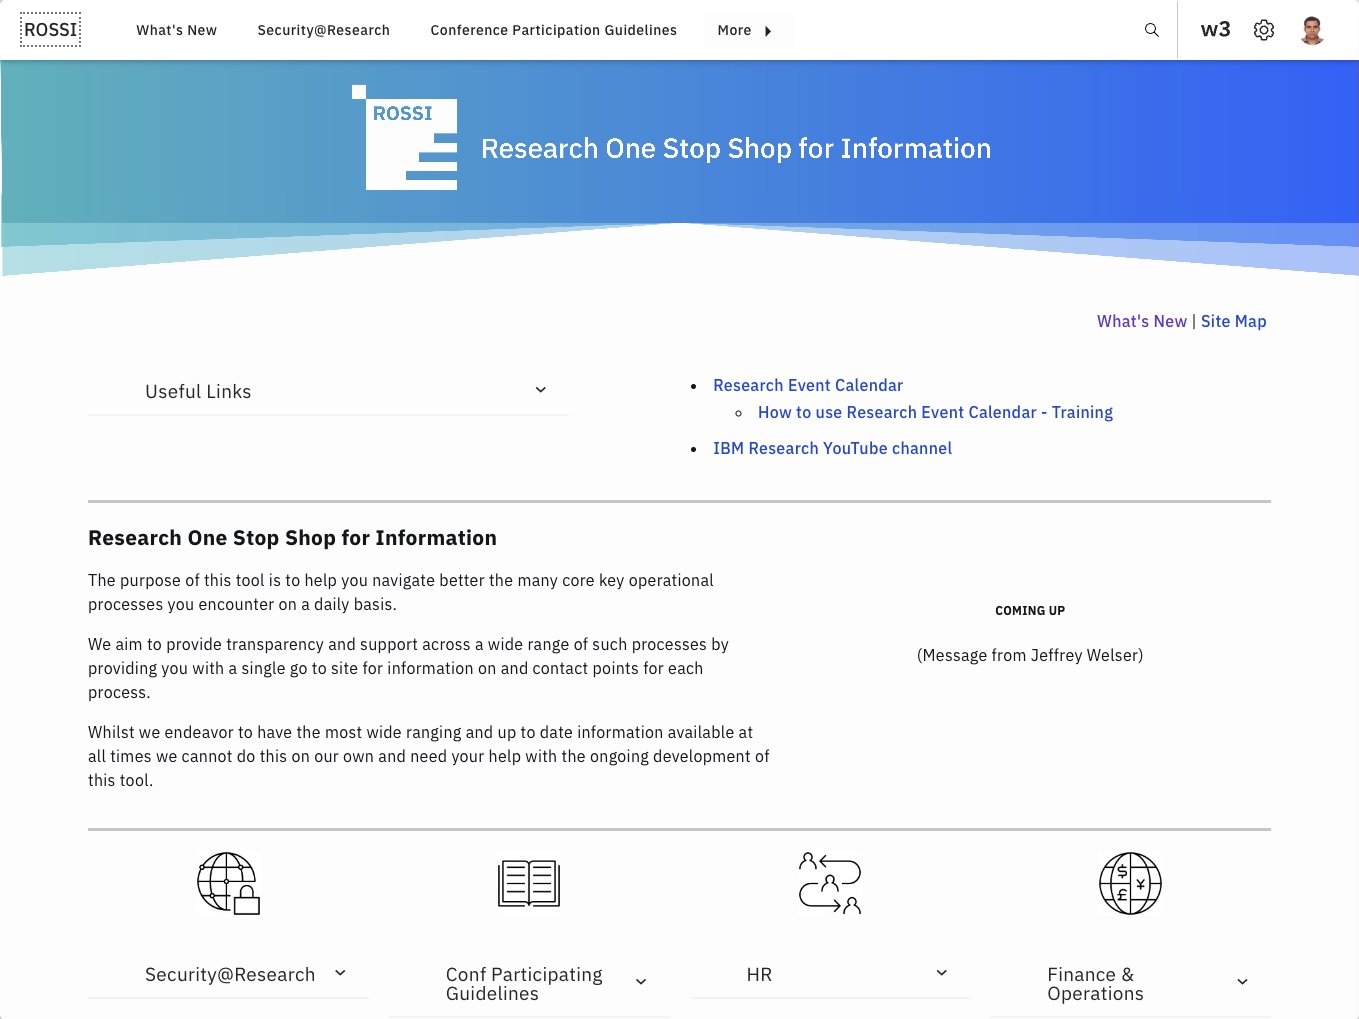 ROSSI
What's New
Security@Research
Conference Participation Guidelines
More
w3
ROSSI
Research One Stop Shop for Information
What's New | Site Map
Useful Links
Research Event Calendar
How to use Research Event Calendar - Training
IBM Research YouTube channel
Research One Stop Shop for Information
The purpose of this tool is to help you navigate better the many core key operational
processes you encounter on a daily basis.
We aim to provide transparency and support across a wide range of such processes by
providing you with a single go to site for information on and contact points for each
process.
Whilst we endeavor to have the most wide ranging and up to date information available at
all times we cannot do this on our own and need your help with the ongoing development of
this tool.
COMING UP
(Message from Jeffrey Welser)
$
¥
£
Security@Research
Conf Participating
Guidelines
HR
Finance &
Operations